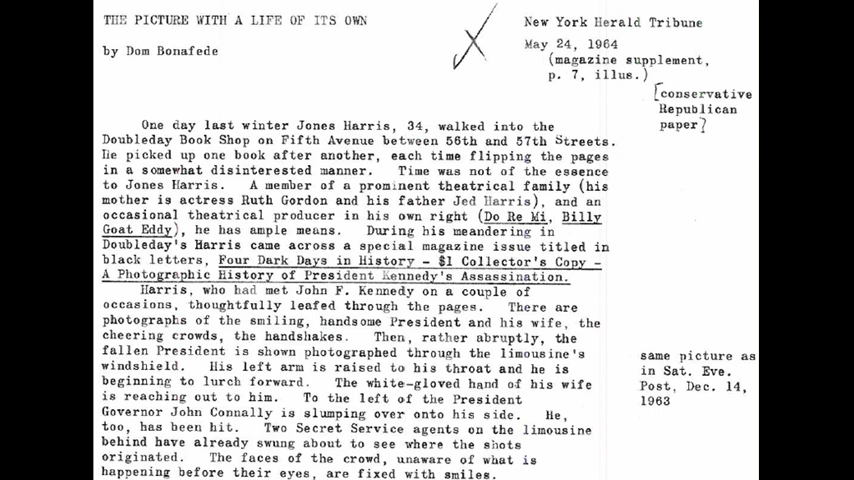 THE PICTURE WITH A LIFE OF ITS OWN
by Dom Bonafede
New York Herald Tribune
May 24, 1964
(magazine supplement,
p. 7, illus.)
[conservative
Republican
paper?]
One day last winter Jones Harris, 34, walked into the
Doubleday Book Shop on Fifth Avenue between 56th and 57th Streets.
He picked up one book after another, each time flipping the pages
in a somewhat disinterested manner. Time was not of the essence
to Jones Harris. A member of a prominent theatrical family (his
mother is actress Ruth Gordon and his father Jed Harris), and an
occasional theatrical producer in his own right (Do Re Mi, Billy
Goat Eddy), he has ample means. During his meandering in
Doubleday's Harris came across a special magazine issue titled in
black letters, Four Dark Days in History - $1 Collector's Copy -
A Photographic History of President Kennedy's Assassination.
Harris, who had met John F. Kennedy on a couple of
occasions, thoughtfully leafed through the pages. There are
photographs of the smiling, handsome President and his wife, the
cheering crowds, the handshakes. Then, rather abruptly, the
fallen President is shown photographed through the limousine's
windshield. His left arm is raised to his throat and he is
beginning to lurch forward. The white-gloved hand of his wife
is reaching out to him. To the left of the President
Governor John Connally is slumping over onto his side. He,
too, has been hit. Two Secret Service agents on the limousine
behind have already swung about to see where the shots
originated. The faces of the crowd, unaware of what is
happening before their eyes, are fixed with smiles.
same picture as
in Sat. Eve.
Post, Dec. 14,
1963